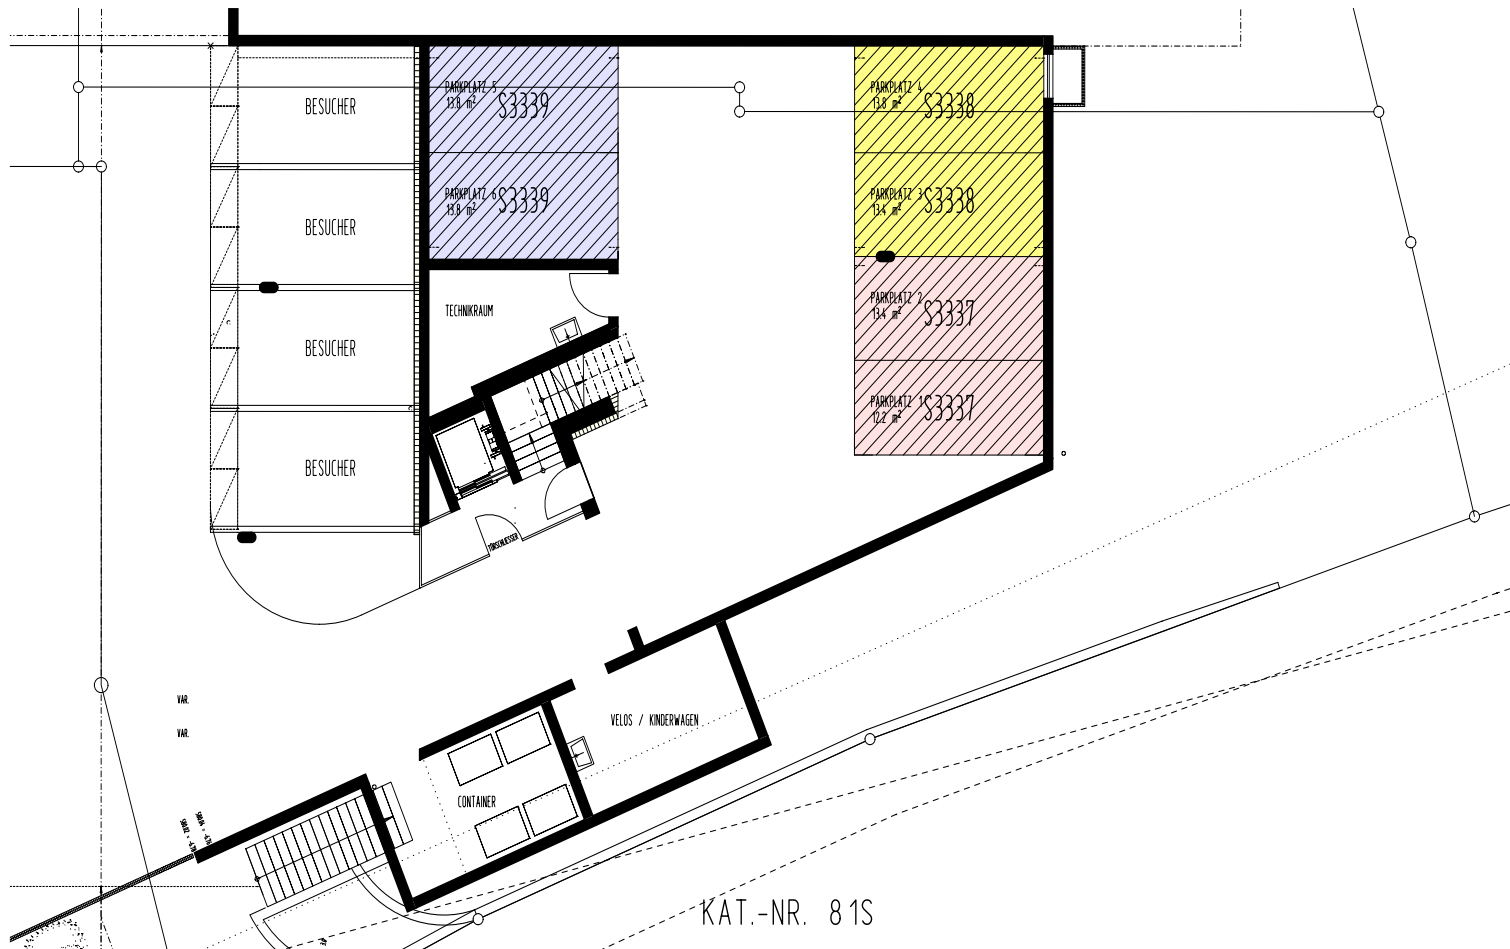 BESUCHER
PARKPLATZ 5
13.8 m²
S3339
PARKPLATZ 4
13.8 m²
S3338
PARKPLATZ 6
13.8 m²
S3339
PARKPLATZ 3
13.4 m²
S3338
BESUCHER
PARKPLATZ 2
13.4 m²
S3337
TECHNIKRAUM
BESUCHER
PARKPLATZ 1
12.2 m²
S3337
BESUCHER
TÜRSCHLIESSER
VAR.
VAR.
VELOS / KINDERWAGEN
CONTAINER
KAT.-NR. 81S